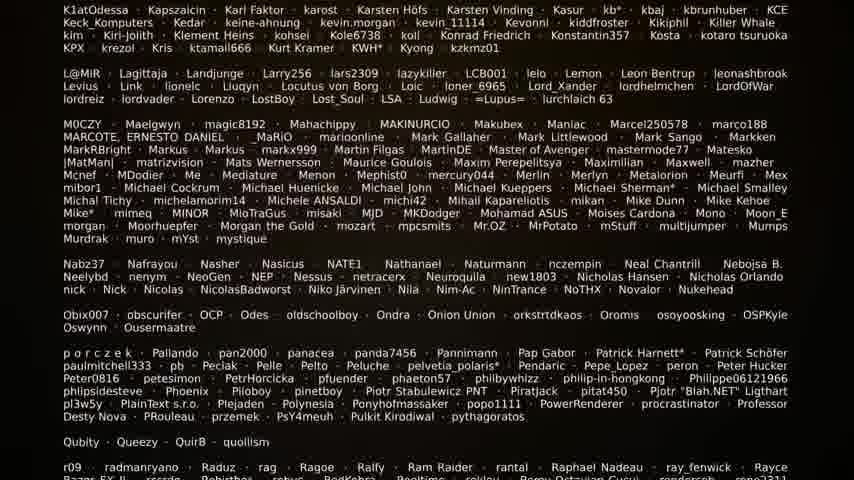 K1atOdessa · Kapszaicin · Karl Faktor · karost · Karsten Höfs · Karsten Vinding · Kasur · kb* · kbaj · kbrunhuber · KCE
Keck_Komputers · Kedar · keine-ahnung · kevin.morgan · kevin_11114 · Kevonni · kiddfroster · Kikiphil · Killer Whale
kim · Kiri-Jolith · Klement Heins · kohsei · Kole6738 · koll · Konrad Friedrich · Konstantin357 · Kosta · kotaro tsuruoka
KPX · krezol · Kris · ktamail666 · Kurt Kramer · KWH* · Kyong · kzkmz01
L@MIR · Lagittaja · Landjunge · Larry256 · lars2309 · lazykiller · LCB001 · lelo · Lemon · Leon Bentrup · leonashbrook
Levius · Link · lionelc · Liuqyn · Locutus von Borg · Loic · loner_6965 · Lord_Xander · lordhelmchen · LordOfWar
lordreiz · lordvader · Lorenzo · LostBoy · Lost_Soul · LSA · Ludwig · =Lupus= · lurchlaich 63
M0CZY · Maelgwyn · magic8192 · Mahachippy · MAKINURCIO · Makubex · Maniac · Marcel250578 · marco188
MARCOTE, ERNESTO DANIEL · _MaRiO · marioonline · Mark Gallaher · Mark Littlewood · Mark Sango · Markken
MarkRBright · Markus · Markus · markx999 · Martin Filgas · MartinDE · Master of Avenger · mastermode77 · Matesko
|MatMan| · matrizvision · Mats Wernersson · Maurice Goulois · Maxim Perepelitsya · Maximilian · Maxwell · mazher
Mcnef · MDodier · Me · Mediature · Menon · Mephist0 · mercury044 · Merlin · Merlyn · Metalorion · Meurfi · Mex
mibor1 · Michael Cockrum · Michael Huenicke · Michael John · Michael Kueppers · Michael Sherman* · Michael Smalley
Michal Tichy · michelamorim14 · Michele ANSALDI · michi42 · Mihail Kapareliotis · mikan · Mike Dunn · Mike Kehoe
Mike* · mimeq · MINOR · MioTraGus · misaki · MJD · MKDodger · Mohamad ASUS · Moises Cardona · Mono · Moon_E
morgan · Moorhuepfer · Morgan the Gold · mozart · mpcsmits · Mr.OZ · MrPotato · mStuff · multijumper · Mumps
Murdrak · muro · mYst · mystique
Nabz37 · Nafrayou · Nasher · Nasicus · NATE1 · Nathanael · Naturmann · nczempin · Neal Chantrill · Nebojsa B.
Neelybd · nenym · NeoGen · NEP · Nessus · netracerx · Neuroquila · new1803 · Nicholas Hansen · Nicholas Orlando
nick · Nick · Nicolas · NicolasBadworst · Niko Järvinen · Nila · Nim-Ac · NinTrance · NoTHX · Novalor · Nukehead
Obix007 · obscurifer · OCP · Odes · oldschoolboy · Ondra · Onion Union · orkstrtdkaos · Oromis · osoyoosking · OSPKyle
Oswynn · Ousermaatre
p o r c z e k · Pallando · pan2000 · panacea · panda7456 · Pannimann · Pap Gabor · Patrick Harnett* · Patrick Schöfer
paulmitchell333 · pb · Peciak · Pelle · Pelto · Peluche · pelvetia_polaris* · Pendaric · Pepe_Lopez · peron · Peter Hucker
Peter0816 · petesimon · PetrHorcicka · pfuender · phaeton57 · philbywhizz · philip-in-hongkong · Philippe06121966
phlipsidesteve · Phoenix · Piloboy · pinetboy · Piotr Stabulewicz PNT · Piratjack · pitat450 · Pjotr "Blah.NET" Ligthart
pl3w5y · PlainText s.r.o. · Plejaden · Polynesia · Ponyhofmassaker · popo1111 · PowerRenderer · procrastinator · Professor
Desty Nova · PRouleau · przemek · PsY4meuh · Pulkit Kirodiwal · pythagoratos
Qubity · Queezy · QuirB · quollism
r09 · radmanryano · Raduz · rag · Ragoe · Ralfy · Ram Raider · rantal · Raphael Nadeau · ray_fenwick · Rayce